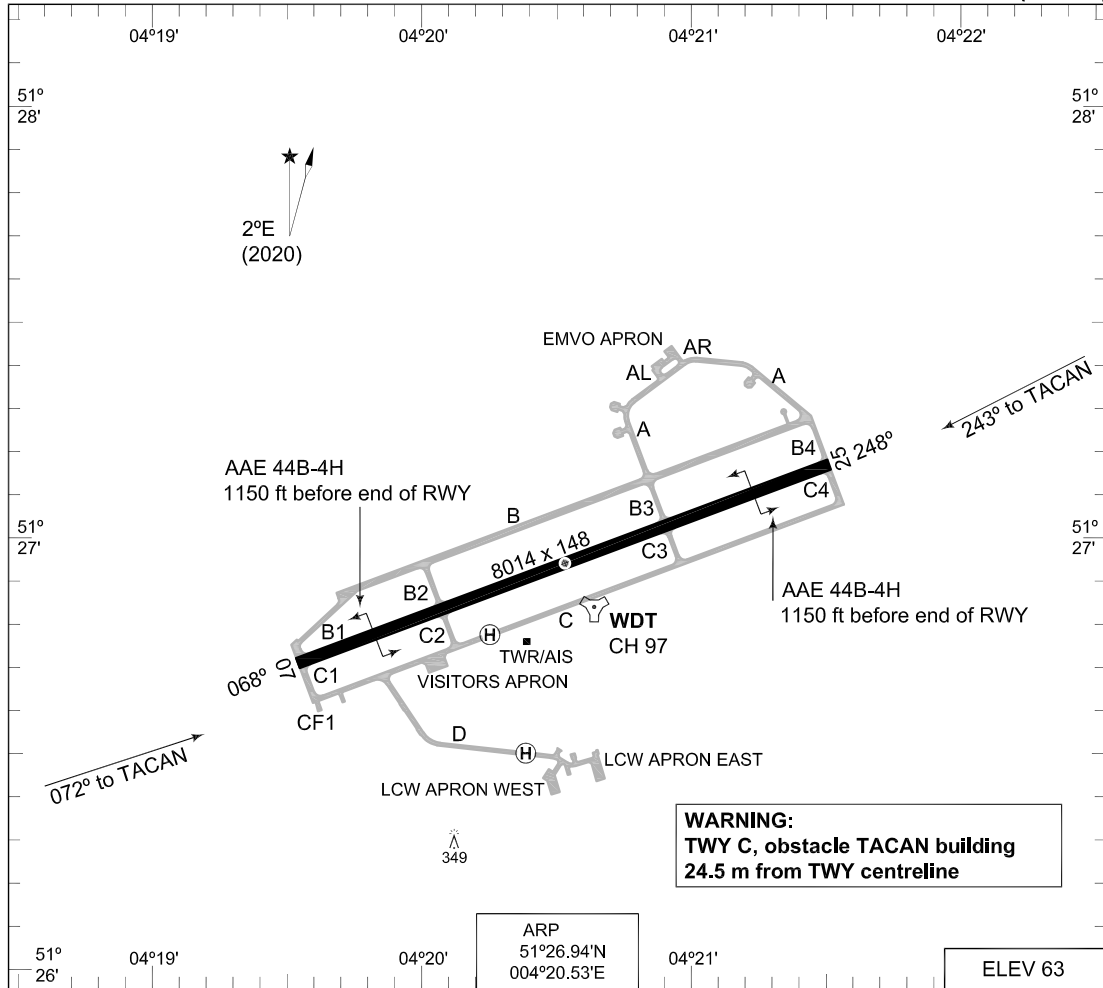 04°19'
04°20'
04°21'
04°22'
51°
28'
51°
28'
2°E
(2020)
EMVO APRON
AR
AL
A
A
243° to TACAN
AAE 44B-4H
1150 ft before end of RWY
B4
25
248°
C4
B
B3
51°
27'
51°
27'
8014 x 148
C3
AAE 44B-4H
1150 ft before end of RWY
B2
B1
C2
H
C
WDT
CH 97
TWR/AIS
07
068°
C1
VISITORS APRON
CF1
D
H
LCW APRON EAST
072° to TACAN
LCW APRON WEST
WARNING:
TWY C, obstacle TACAN building
24.5 m from TWY centreline
349
ARP
51°26.94'N
004°20.53'E
51°
26'
04°19'
04°20'
04°21'
ELEV 63